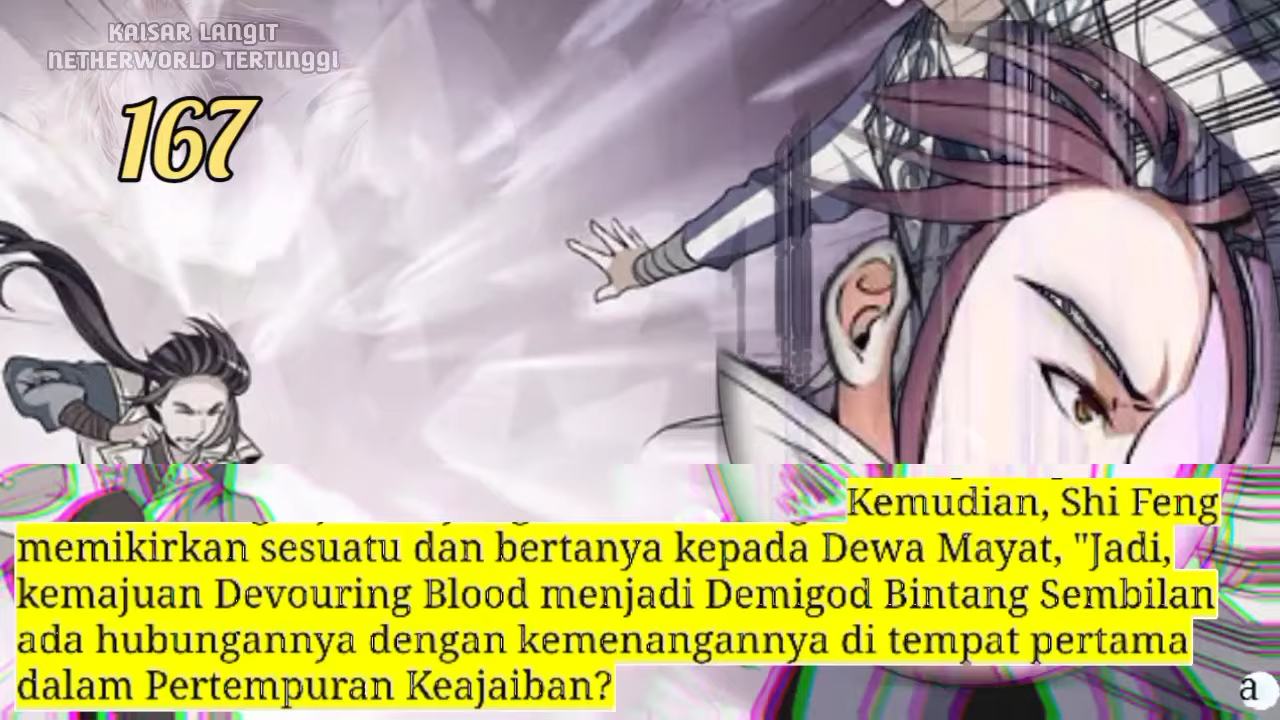 KAISAR LANGIT
NETHERWORLD TERTINGGI
167
Kemudian, Shi Feng
memikirkan sesuatu dan bertanya kepada Dewa Mayat, "Jadi,
kemajuan Devouring Blood menjadi Demigod Bintang Sembilan
ada hubungannya dengan kemenangannya di tempat pertama
dalam Pertempuran Keajaiban?
a